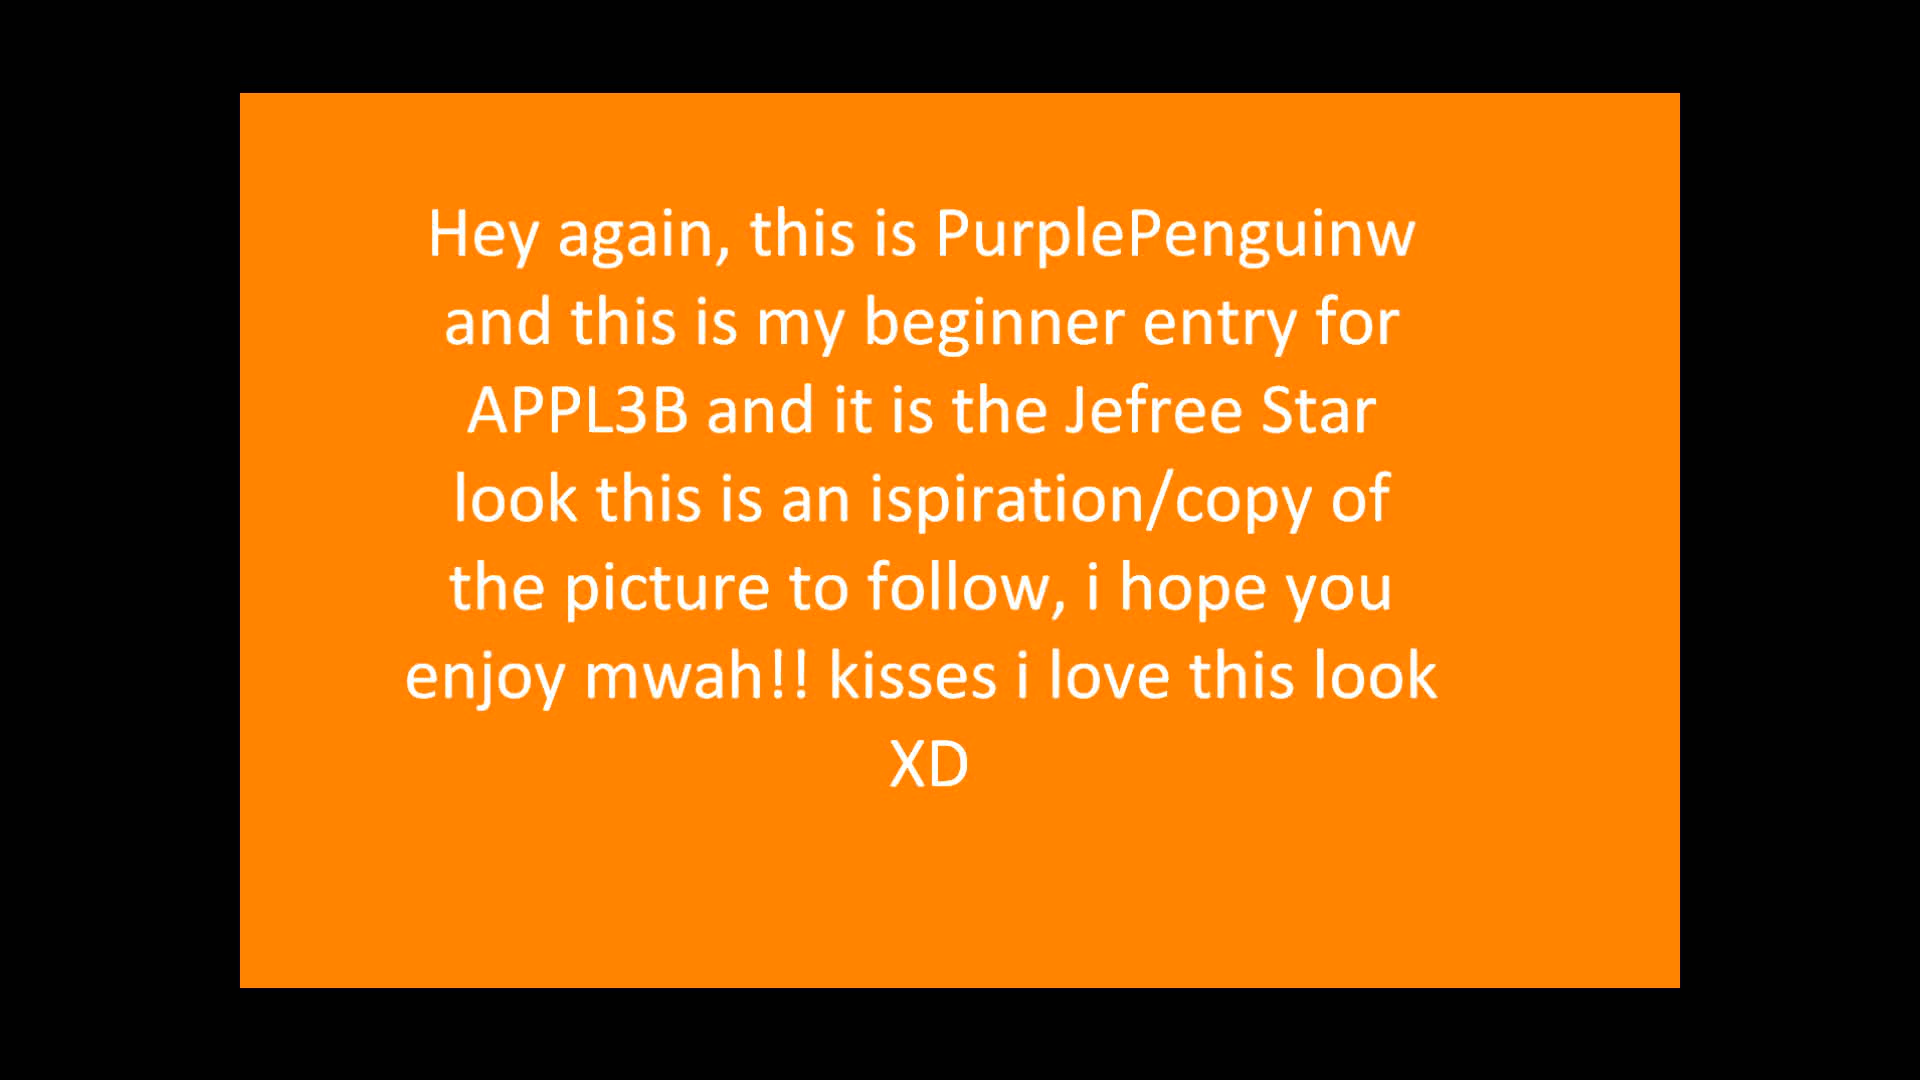 Hey again, this is PurplePenguinw
and this is my beginner entry for
APPL3B and it is the Jefree Star
look this is an ispiration/copy of
the picture to follow, i hope you
enjoy mwah!! kisses i love this look
XD